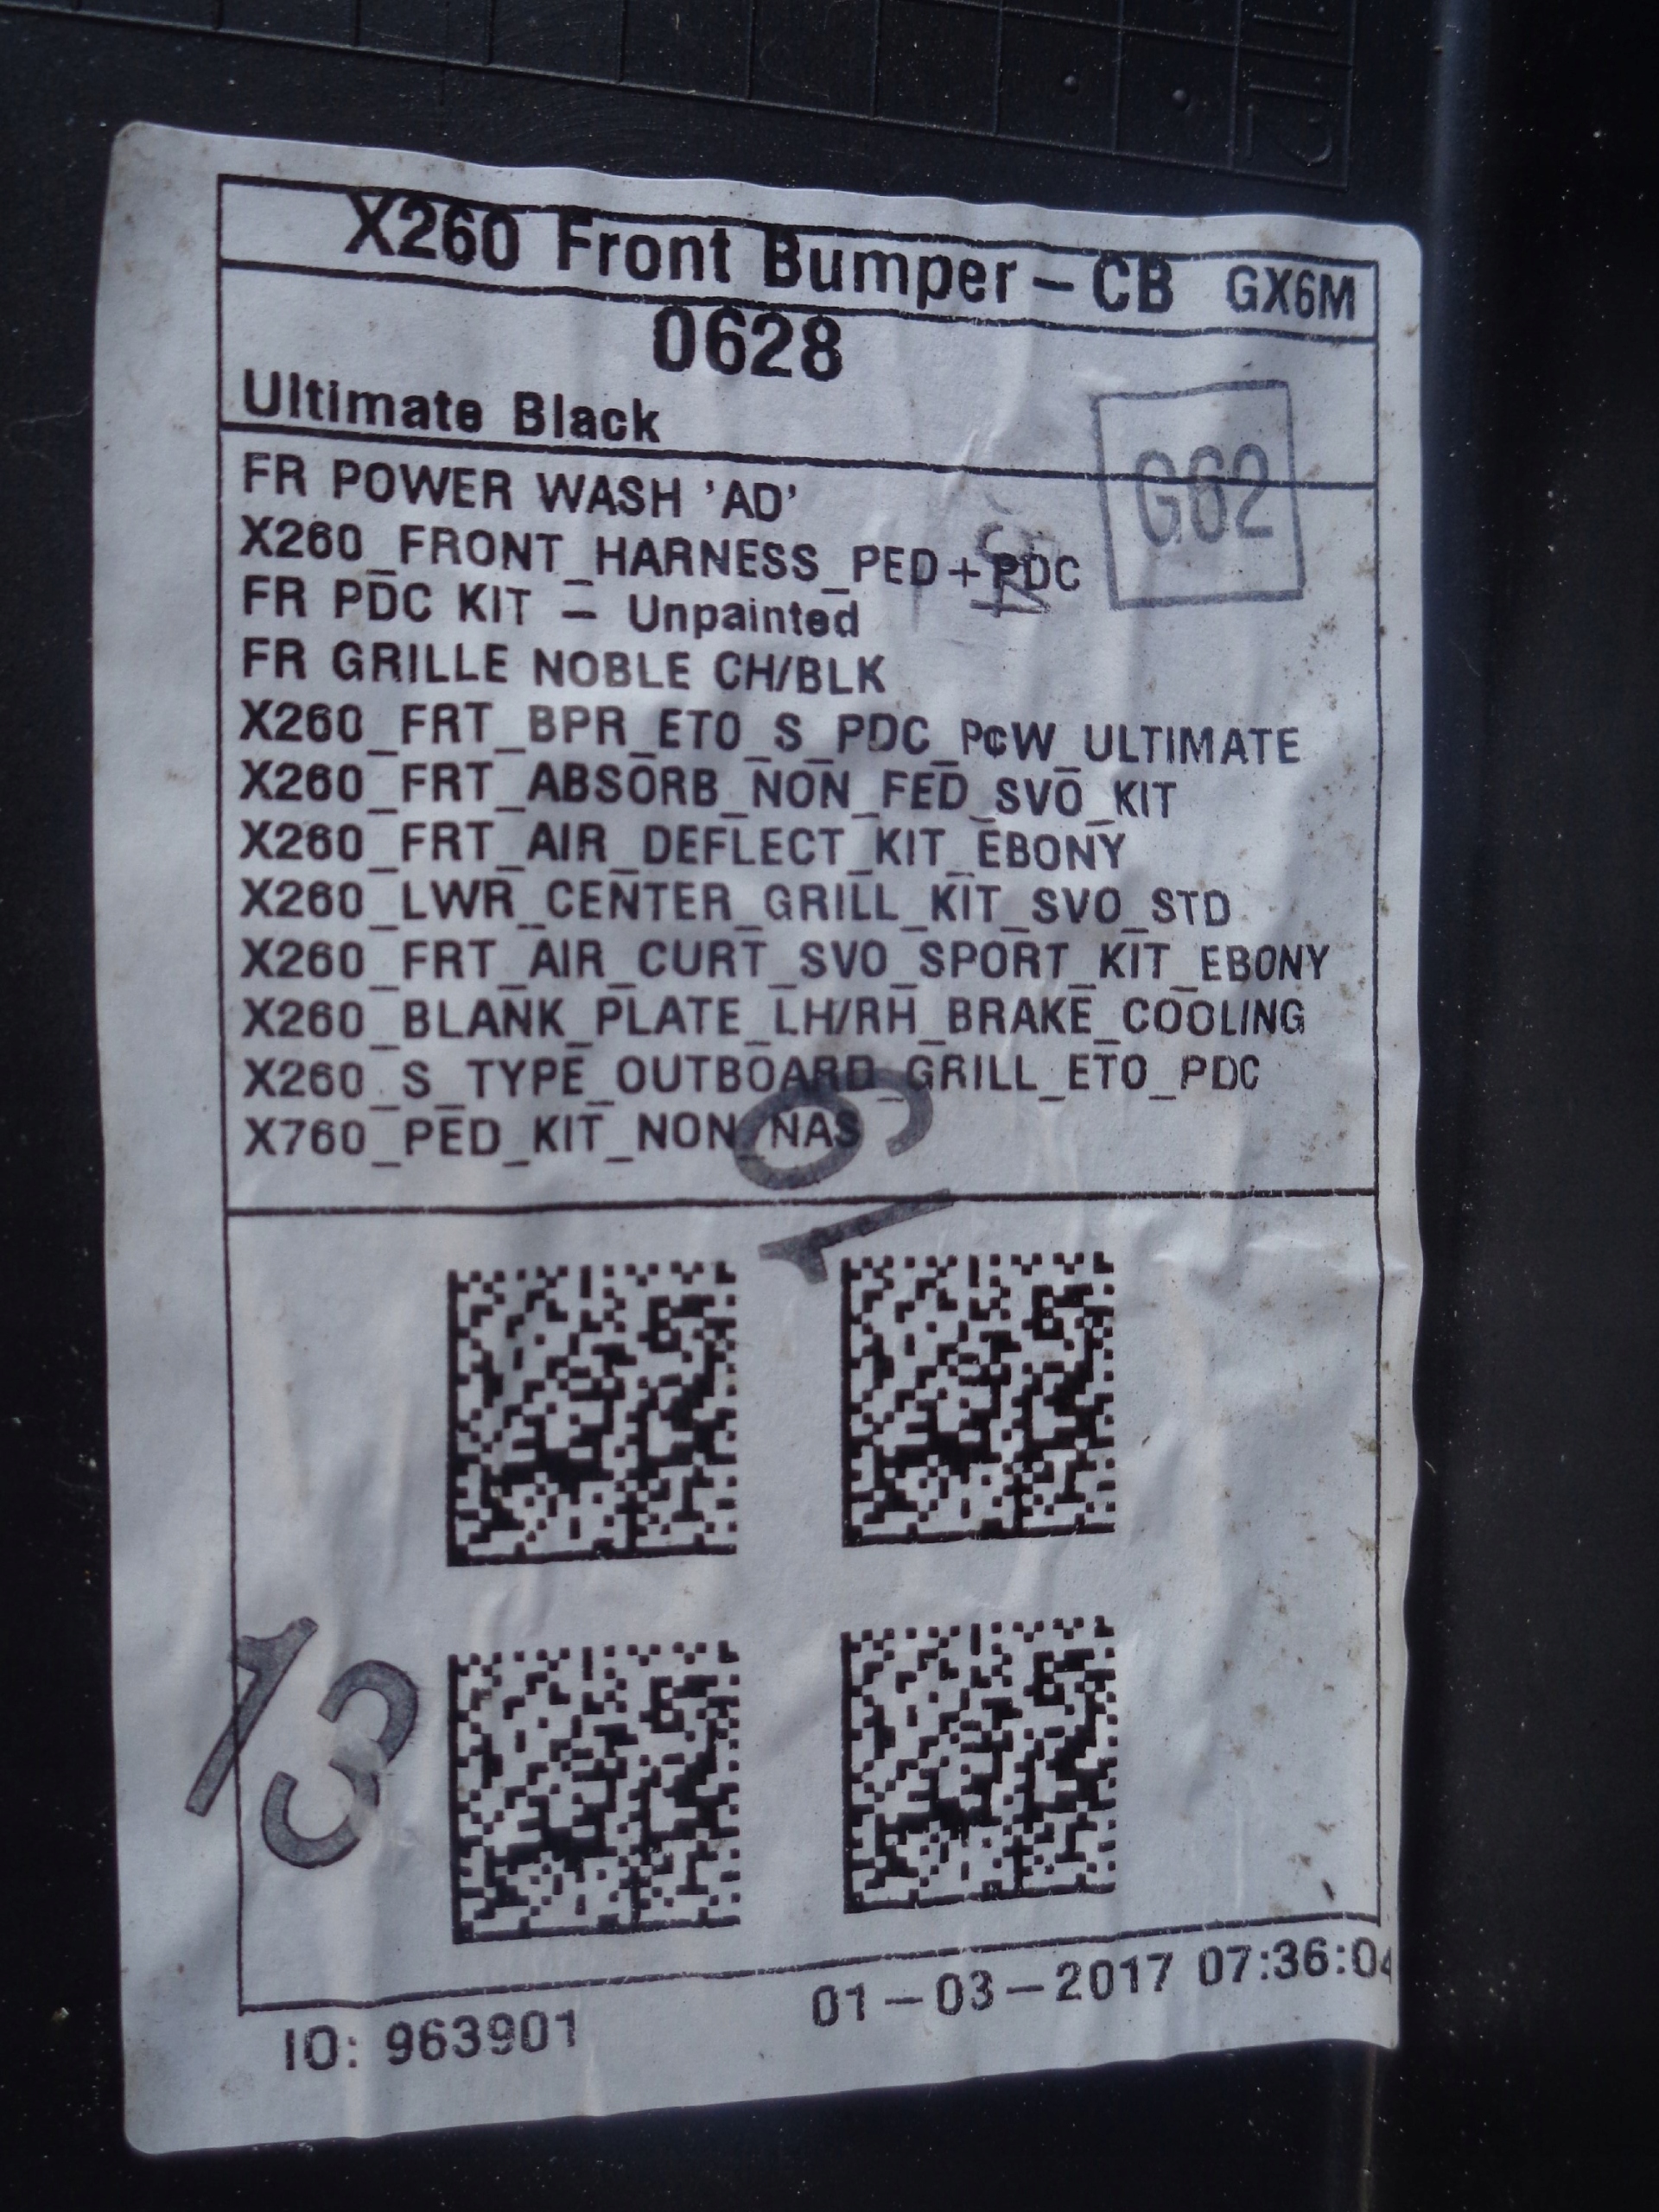 X260 Front Bumper – CB GX6M
0628
Ultimate Black
G62
FR POWER WASH 'AD'
X260_FRONT_HARNESS_PED+PDC
FR PDC KIT – Unpainted
FR GRILLE NOBLE CH/BLK
X260_FRT_BPR_ETO_S_PDC_PcW_ULTIMATE
X260_FRT_ABSORB_NON_FED_SVO_KIT
X260_FRT_AIR_DEFLECT_KIT_EBONY
X260_LWR_CENTER_GRILL_KIT_SVO_STD
X260_FRT_AIR_CURT_SVO_SPORT_KIT_EBONY
X260_BLANK_PLATE_LH/RH_BRAKE_COOLING
X260_S_TYPE_OUTBOARD_GRILL_ETO_PDC
X760_PED_KIT_NON_NAS
13
01–03–2017 07:36:04
IO: 963901